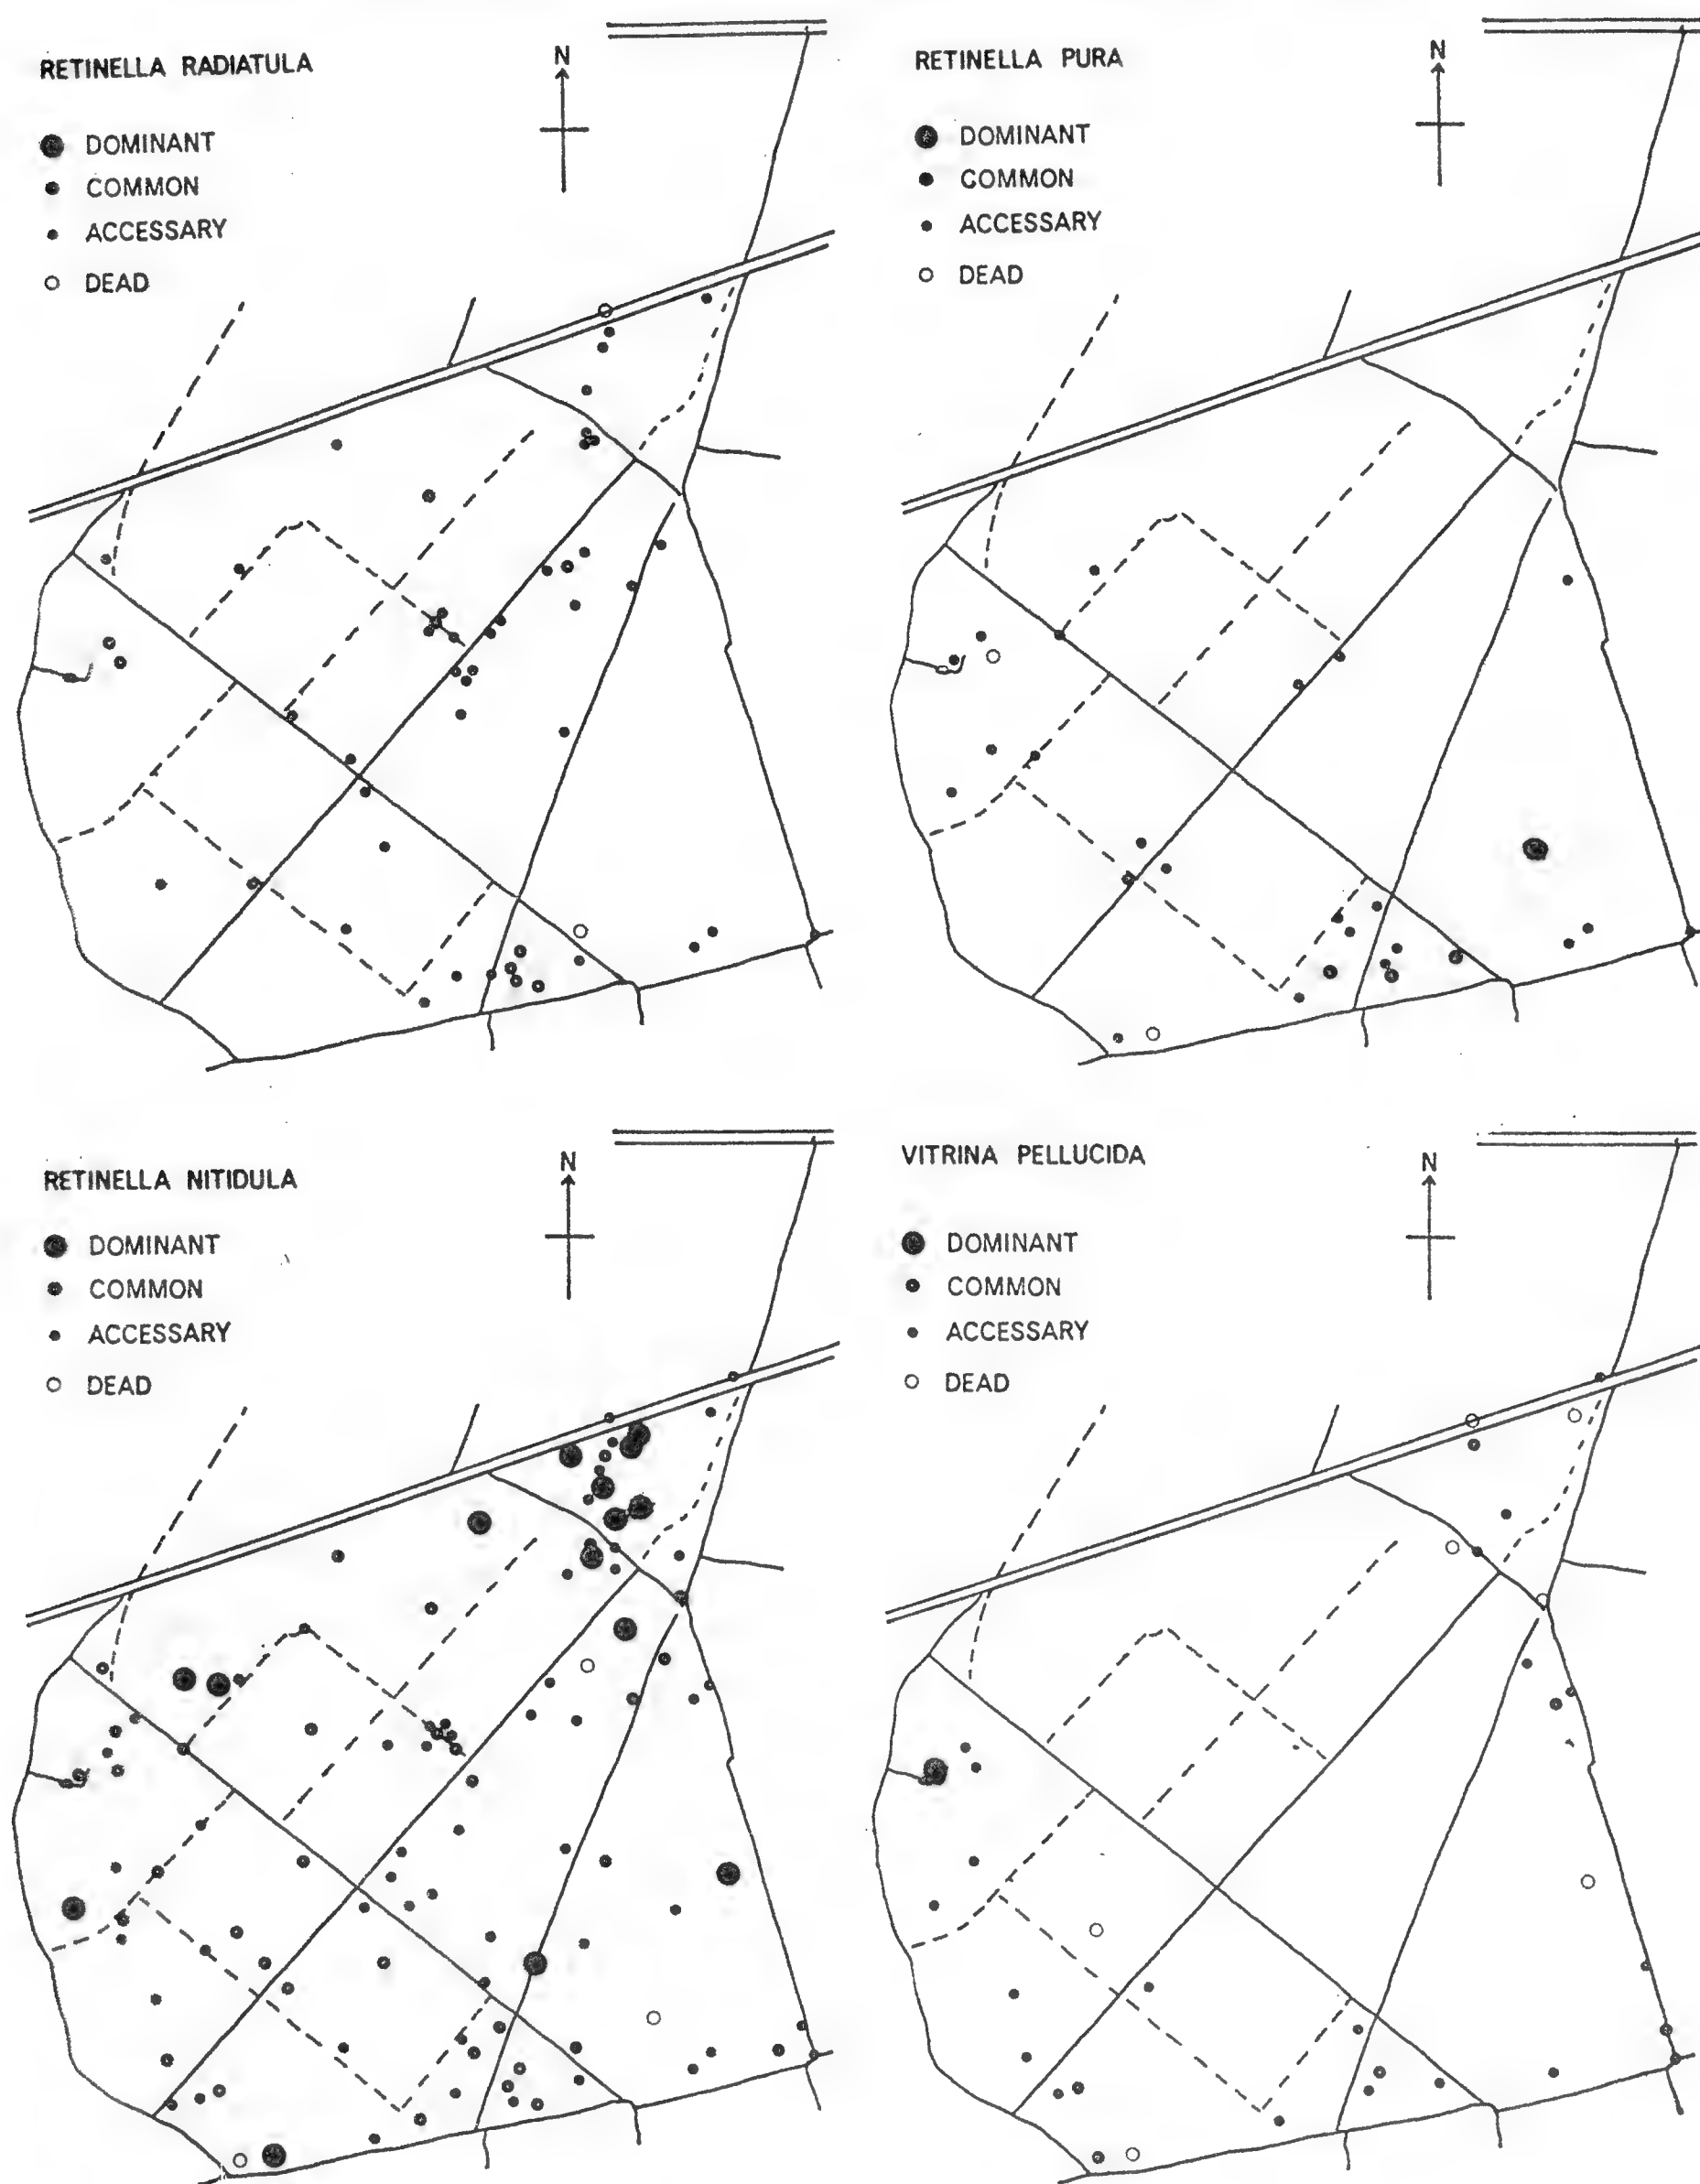 RETINELLA RADIATULA
N
DOMINANT
COMMON
ACCESSARY
DEAD
RETINELLA PURA
N
DOMINANT
COMMON
ACCESSARY
DEAD
RETINELLA NITIDULA
N
DOMINANT
COMMON
ACCESSARY
DEAD
VITRINA PELLUCIDA
N
DOMINANT
COMMON
ACCESSARY
DEAD